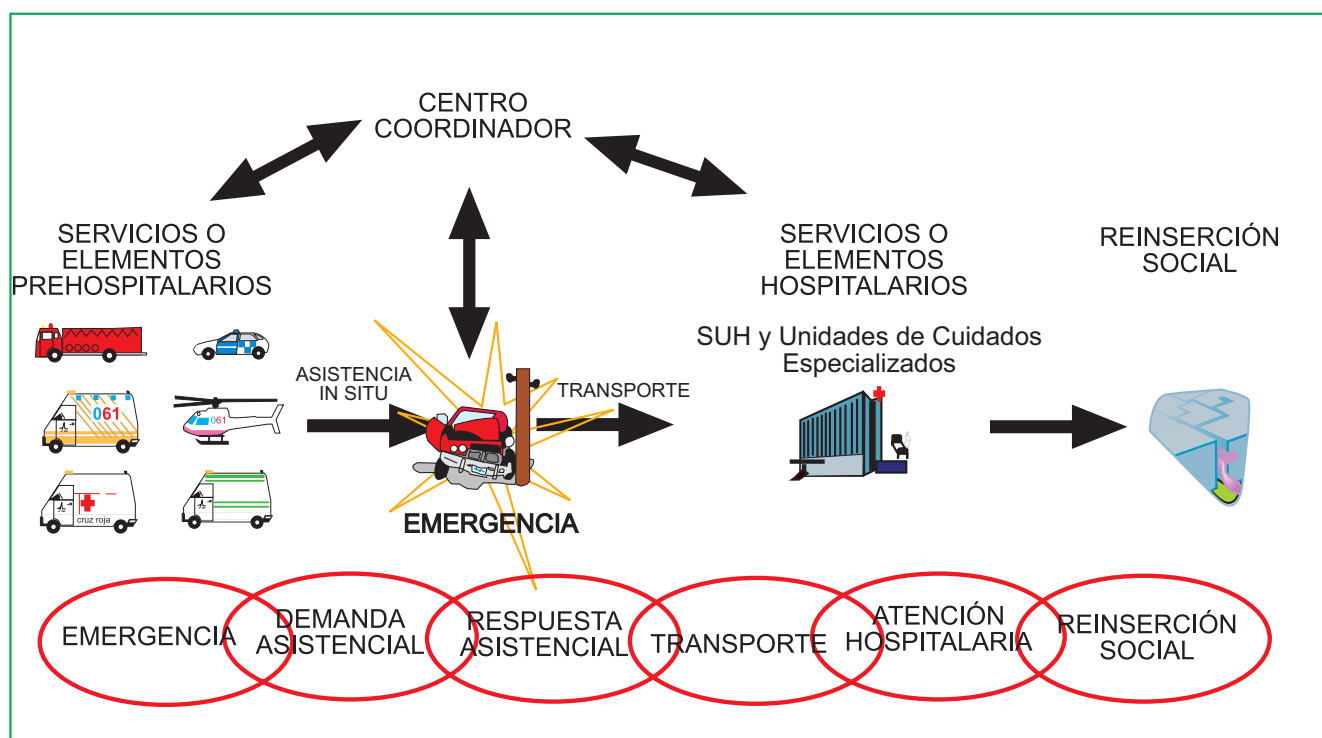 CENTRO
COORDINADOR
SERVICIOS O
ELEMENTOS
PREHOSPITALARIOS
SERVICIOS O
ELEMENTOS
HOSPITALARIOS
REINSERCIÓN
SOCIAL
SUH y Unidades de Cuidados
Especializados
ASISTENCIA
IN SITU
TRANSPORTE
061
061
cruz roja
EMERGENCIA
EMERGENCIA
DEMANDA
ASISTENCIAL
RESPUESTA
ASISTENCIAL
TRANSPORTE
ATENCIÓN
HOSPITALARIA
REINSERCIÓN
SOCIAL